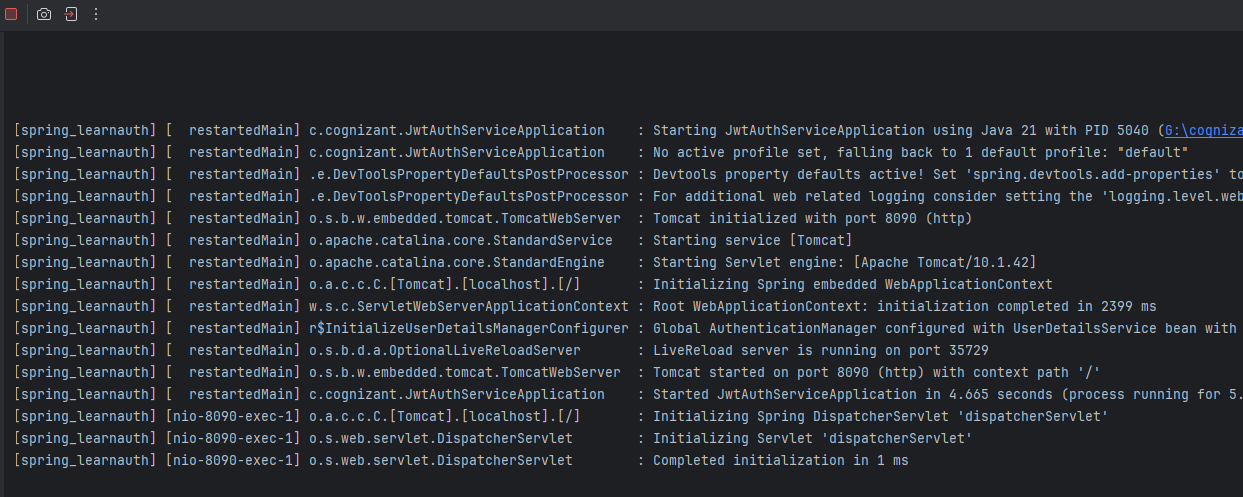 [spring_learnauth] [  restartedMain] c.cognizant.JwtAuthServiceApplication    : Starting JwtAuthServiceApplication using Java 21 with PID 5040 (G:\cogniza
[spring_learnauth] [  restartedMain] c.cognizant.JwtAuthServiceApplication    : No active profile set, falling back to 1 default profile: "default"
[spring_learnauth] [  restartedMain] .e.DevToolsPropertyDefaultsPostProcessor : Devtools property defaults active! Set 'spring.devtools.add-properties' to
[spring_learnauth] [  restartedMain] .e.DevToolsPropertyDefaultsPostProcessor : For additional web related logging consider setting the 'logging.level.web
[spring_learnauth] [  restartedMain] o.s.b.w.embedded.tomcat.TomcatWebServer  : Tomcat initialized with port 8090 (http)
[spring_learnauth] [  restartedMain] o.apache.catalina.core.StandardService   : Starting service [Tomcat]
[spring_learnauth] [  restartedMain] o.apache.catalina.core.StandardEngine    : Starting Servlet engine: [Apache Tomcat/10.1.42]
[spring_learnauth] [  restartedMain] o.a.c.c.C.[Tomcat].[localhost].[/]       : Initializing Spring embedded WebApplicationContext
[spring_learnauth] [  restartedMain] w.s.c.ServletWebServerApplicationContext : Root WebApplicationContext: initialization completed in 2399 ms
[spring_learnauth] [  restartedMain] r$InitializeUserDetailsManagerConfigurer : Global AuthenticationManager configured with UserDetailsService bean with
[spring_learnauth] [  restartedMain] o.s.b.d.a.OptionalLiveReloadServer       : LiveReload server is running on port 35729
[spring_learnauth] [  restartedMain] o.s.b.w.embedded.tomcat.TomcatWebServer  : Tomcat started on port 8090 (http) with context path '/'
[spring_learnauth] [  restartedMain] c.cognizant.JwtAuthServiceApplication    : Started JwtAuthServiceApplication in 4.665 seconds (process running for 5.
[spring_learnauth] [nio-8090-exec-1] o.a.c.c.C.[Tomcat].[localhost].[/]       : Initializing Spring DispatcherServlet 'dispatcherServlet'
[spring_learnauth] [nio-8090-exec-1] o.s.web.servlet.DispatcherServlet        : Initializing Servlet 'dispatcherServlet'
[spring_learnauth] [nio-8090-exec-1] o.s.web.servlet.DispatcherServlet        : Completed initialization in 1 ms